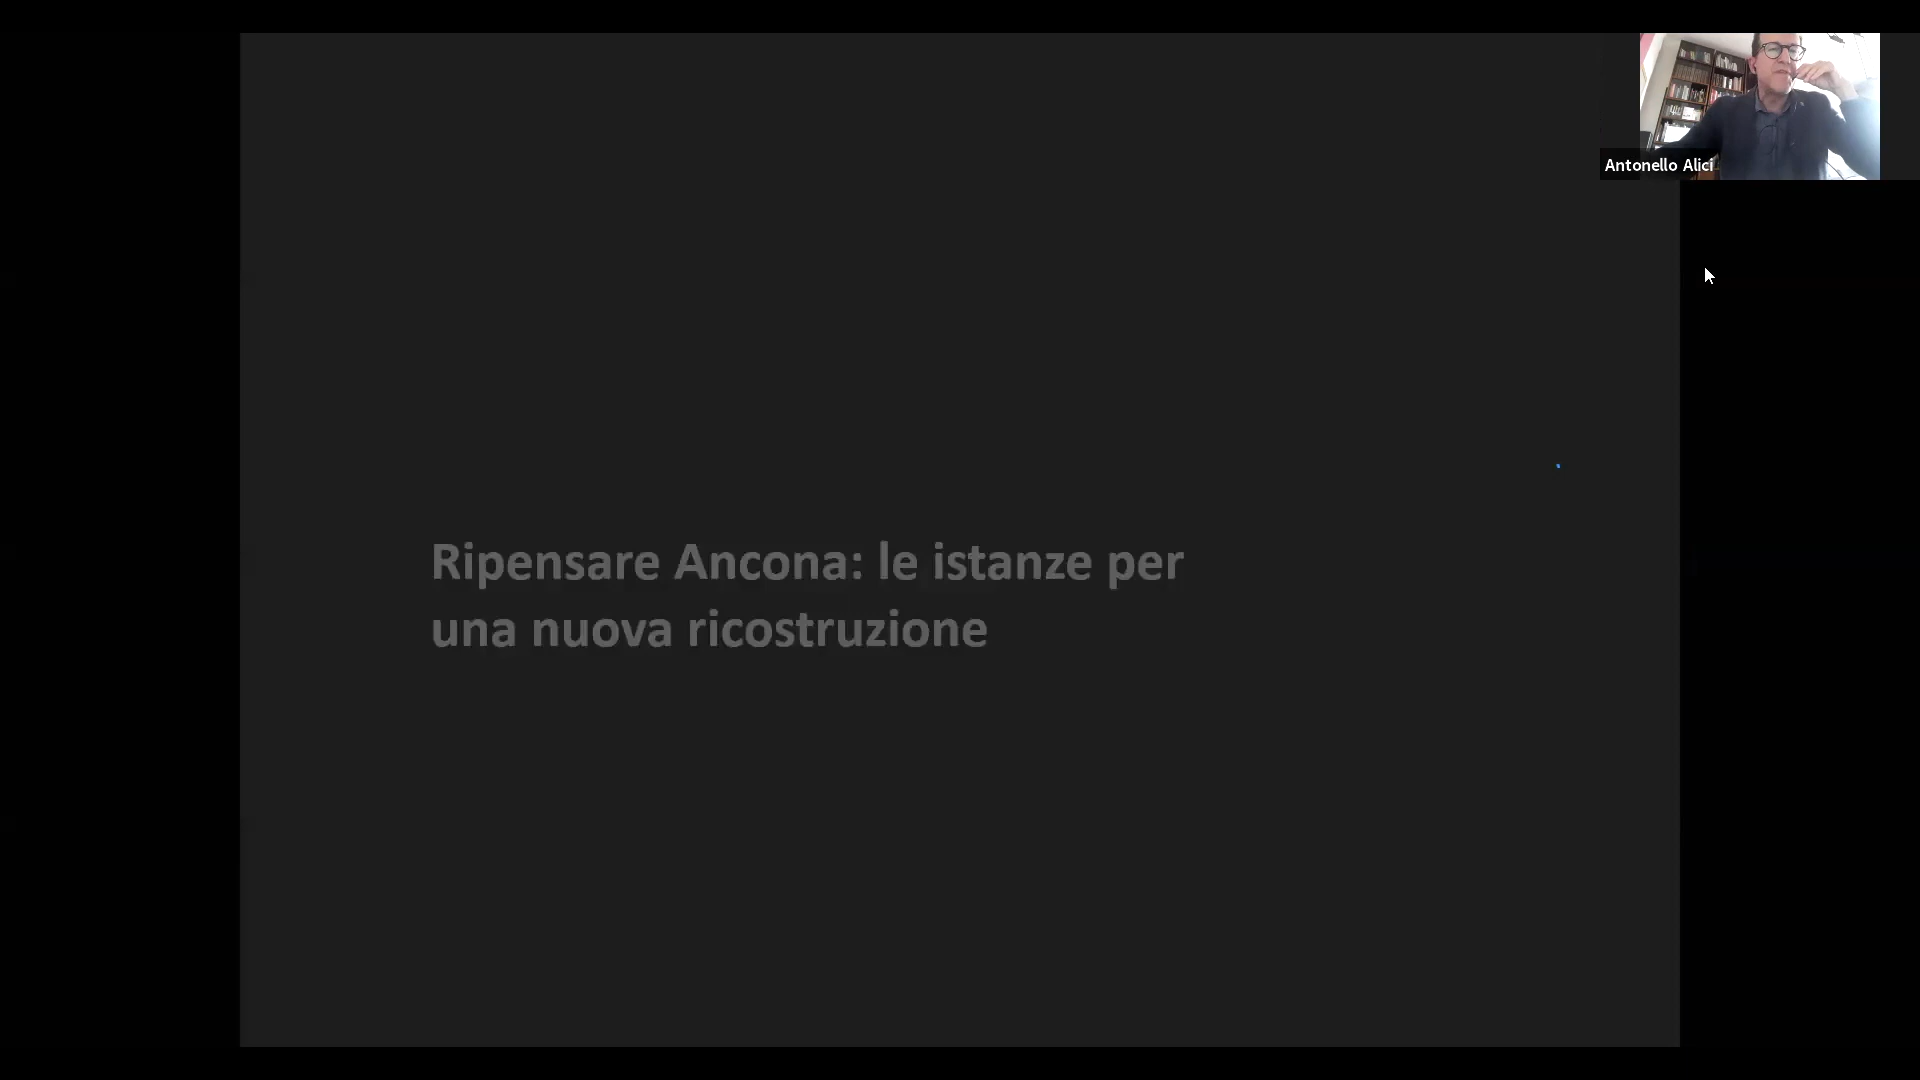 Antonello Alici
Ripensare Ancona: le istanze per
una nuova ricostruzione